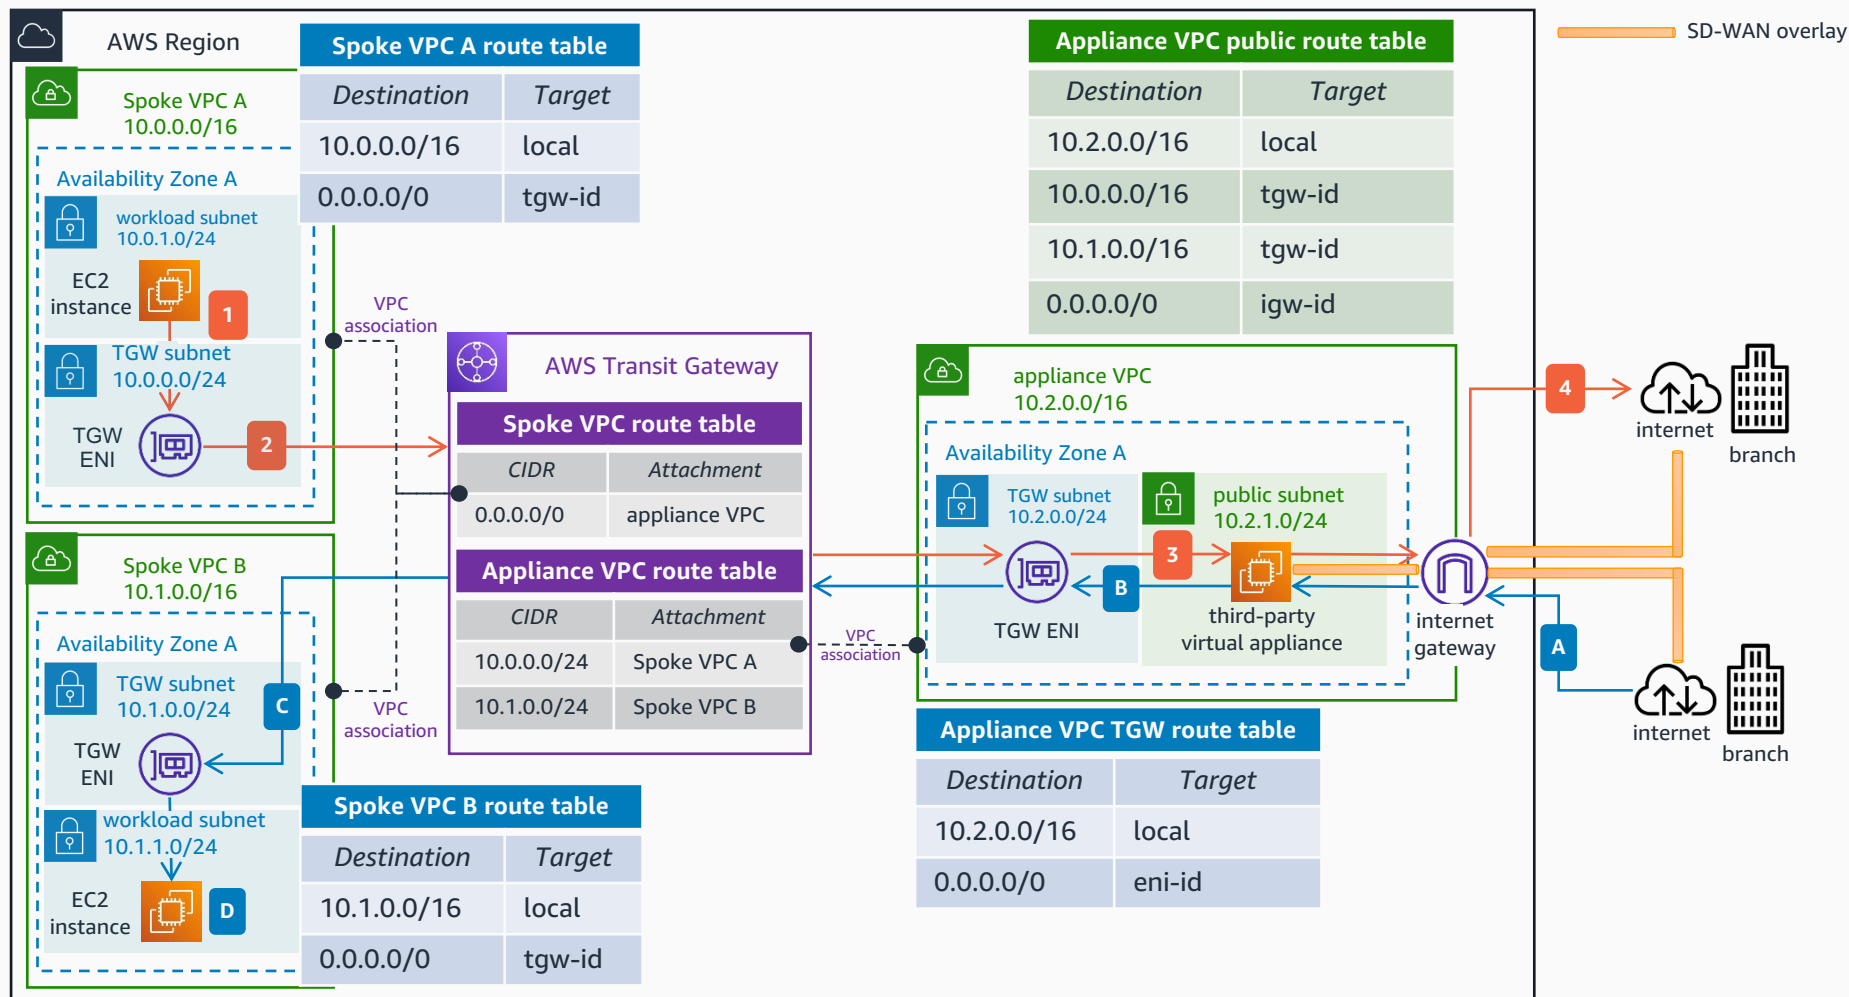 AWS Region
SD-WAN overlay
Spoke VPC A
10.0.0.0/16
Availability Zone A
workload subnet
10.0.1.0/24
EC2
instance
1
TGW subnet
10.0.0.0/24
TGW
ENI
2
Spoke VPC A route table
Destination Target
10.0.0.0/16 local
0.0.0.0/0 tgw-id
VPC
association
Spoke VPC B
10.1.0.0/16
Availability Zone A
TGW subnet
10.1.0.0/24
C
TGW
ENI
workload subnet
10.1.1.0/24
EC2
instance
D
VPC
association
Spoke VPC B route table
Destination Target
10.1.0.0/16 local
0.0.0.0/0 tgw-id
AWS Transit Gateway
Spoke VPC route table
CIDR Attachment
0.0.0.0/0 appliance VPC
Appliance VPC route table
CIDR Attachment
10.0.0.0/24 Spoke VPC A
10.1.0.0/24 Spoke VPC B
VPC
association
Appliance VPC public route table
Destination Target
10.2.0.0/16 local
10.0.0.0/16 tgw-id
10.1.0.0/16 tgw-id
0.0.0.0/0 igw-id
appliance VPC
10.2.0.0/16
Availability Zone A
TGW subnet
10.2.0.0/24
public subnet
10.2.1.0/24
3
B
TGW ENI
third-party
virtual appliance
internet
gateway
4
internet
branch
A
internet
branch
Appliance VPC TGW route table
Destination Target
10.2.0.0/16 local
0.0.0.0/0 eni-id